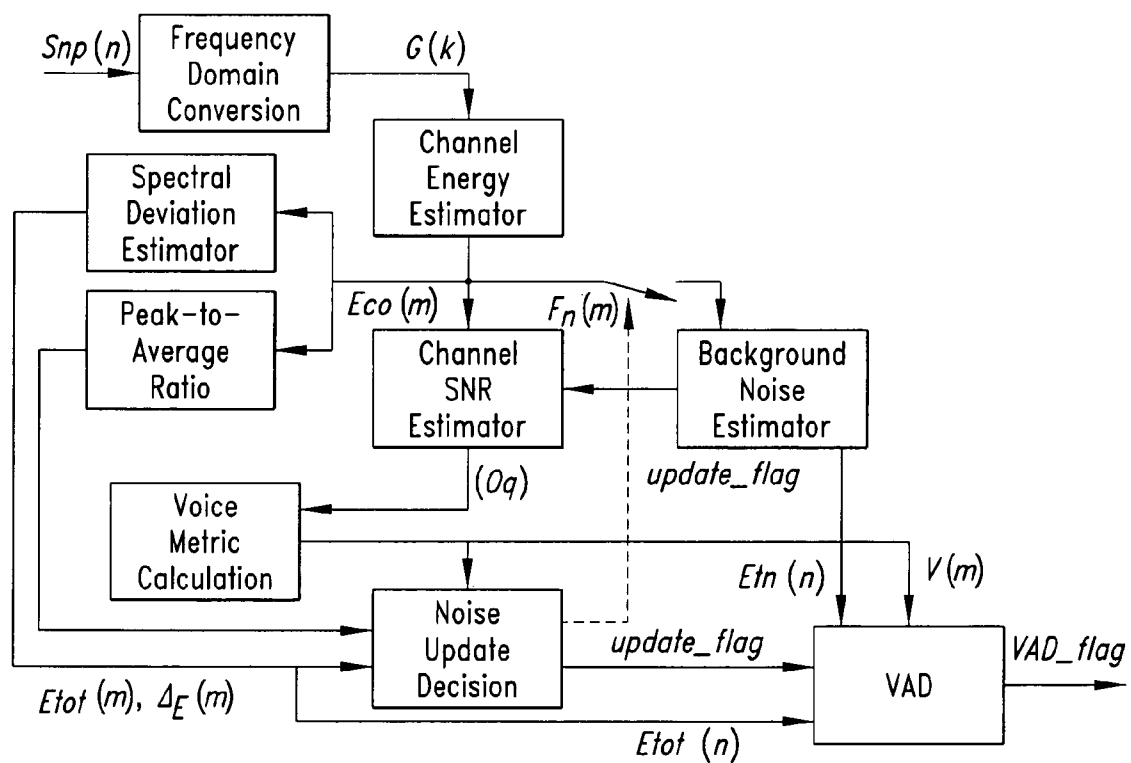 Snp(n)
Frequency
Domain
Conversion
G(k)
Channel
Energy
Estimator
Spectral
Deviation
Estimator
Peak-to-
Average
Ratio
Eco(m)
Fn(m)
Channel
SNR
Estimator
Background
Noise
Estimator
(Oq)
update_flag
Voice
Metric
Calculation
Etn(n)
V(m)
Noise
Update
Decision
update_flag
VAD
VAD_flag
Etot(m), ΔE(m)
Etot (n)